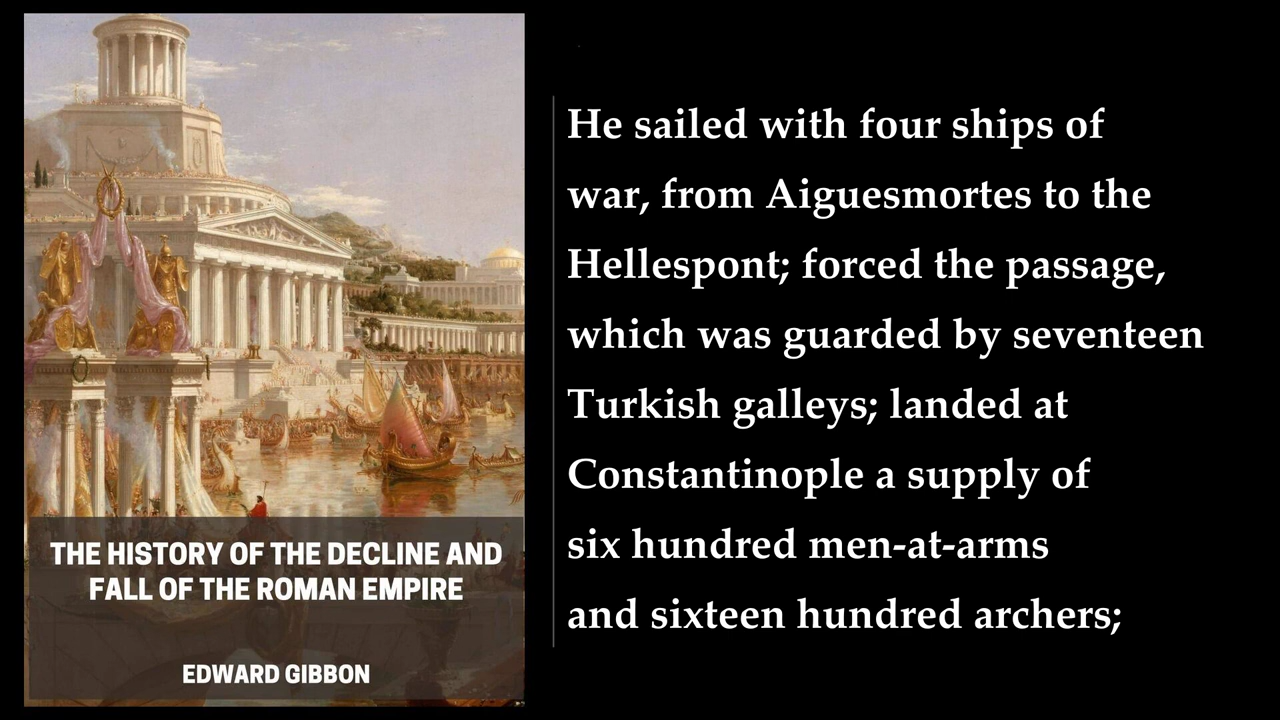 He sailed with four ships of
war, from Aiguesmortes to the
Hellespont; forced the passage,
which was guarded by seventeen
Turkish galleys; landed at
Constantinople a supply of
six hundred men-at-arms
and sixteen hundred archers;
THE HISTORY OF THE DECLINE AND
FALL OF THE ROMAN EMPIRE
EDWARD GIBBON